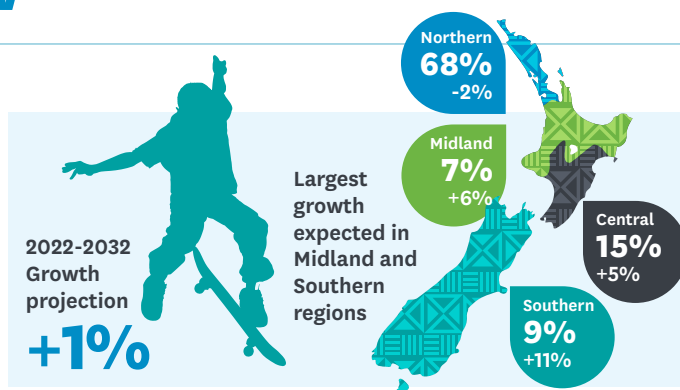 2022-2032
Growth
projection
+1%
Largest
growth
expected in
Midland and
Southern
regions
Northern
68%
-2%
Midland
7%
+6%
Central
15%
+5%
Southern
9%
+11%